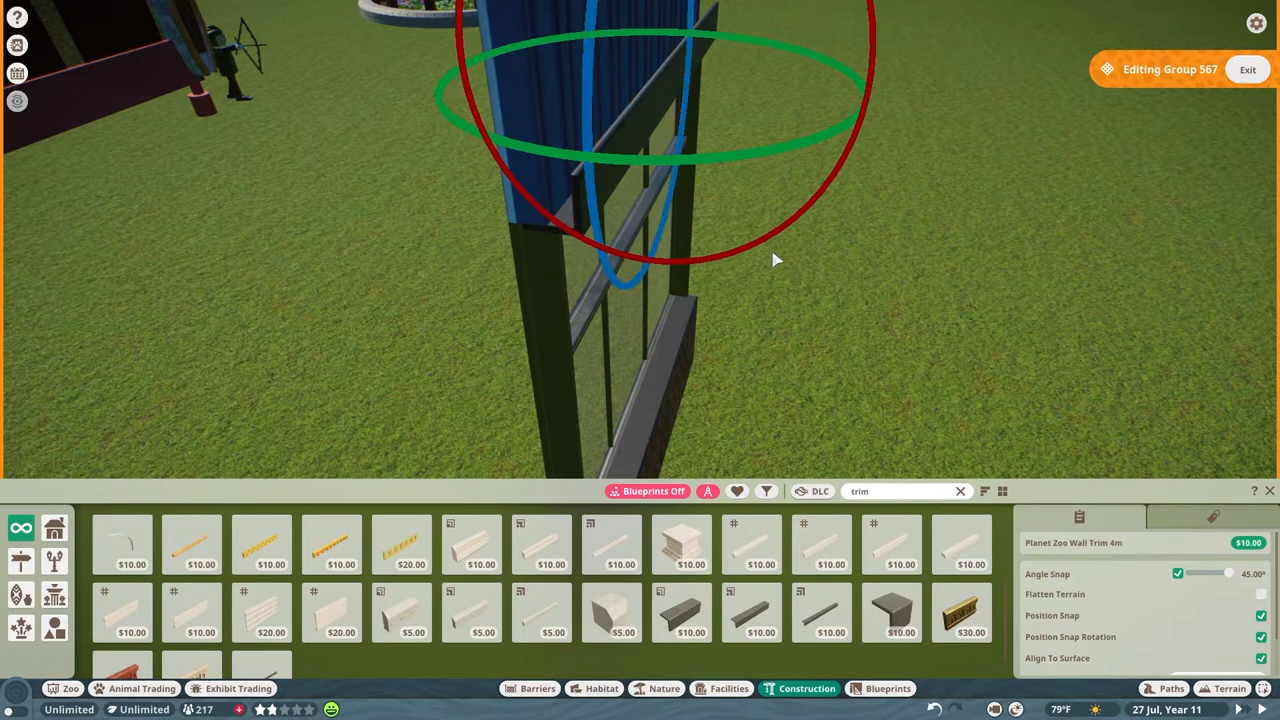 Editing Group 567
Exit
Blueprints Off
DLC
trim
$10.00 $10.00 $10.00 $10.00 $20.00 $10.00 $10.00 $10.00 $10.00 $10.00 $10.00 $10.00 $10.00
$10.00 $10.00 $20.00 $20.00 $5.00 $5.00 $5.00 $5.00 $10.00 $10.00 $10.00 $10.00 $30.00
Planet Zoo Wall Trim 4m $10.00
Angle Snap 45.00°
Flatten Terrain
Position Snap
Position Snap Rotation
Align To Surface
Zoo Animal Trading Exhibit Trading Barriers Habitat Nature Facilities Construction Blueprints Paths Terrain
Unlimited Unlimited 217 79°F 27 Jul, Year 11